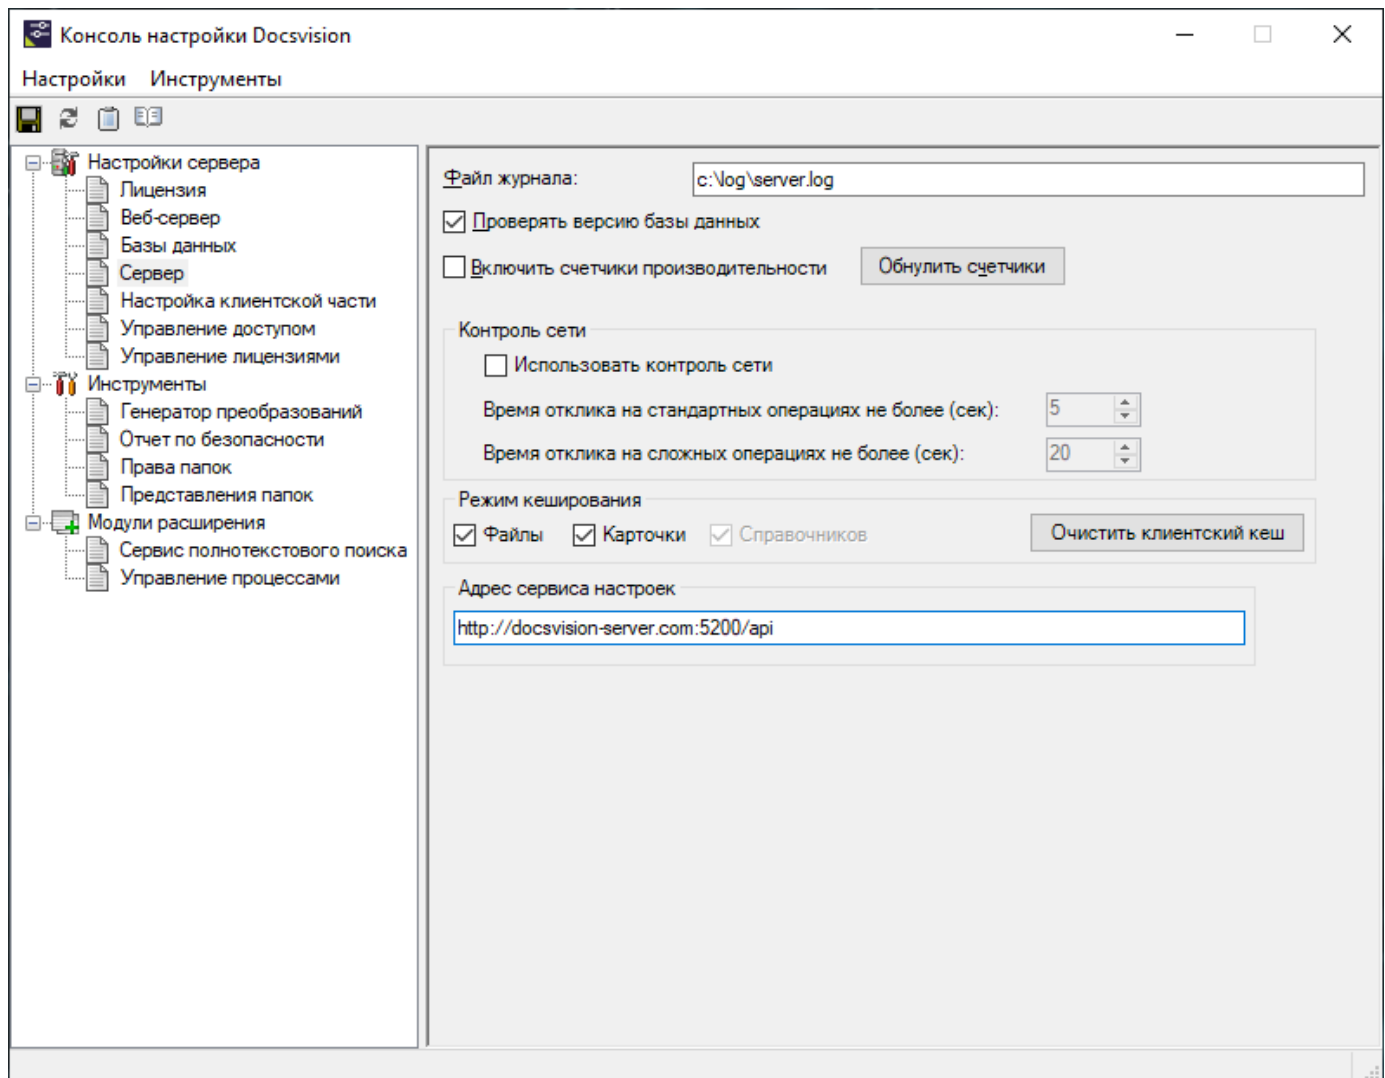 Консоль настройки Docsvision
Настройки Инструменты
Настройки сервера
Лицензия
Веб-сервер
Базы данных
Сервер
Настройка клиентской части
Управление доступом
Управление лицензиями
Инструменты
Генератор преобразований
Отчет по безопасности
Права папок
Представления папок
Модули расширения
Сервис полнотекстового поиска
Управление процессами
Файл журнала: c:\log\server.log
Проверять версию базы данных
Включить счетчики производительности Обнулить счетчики
Контроль сети
Использовать контроль сети
Время отклика на стандартных операциях не более (сек): 5
Время отклика на сложных операциях не более (сек): 20
Режим кеширования
Файлы Карточки Справочников Очистить клиентский кеш
Адрес сервиса настроек
http://docsvision-server.com:5200/api